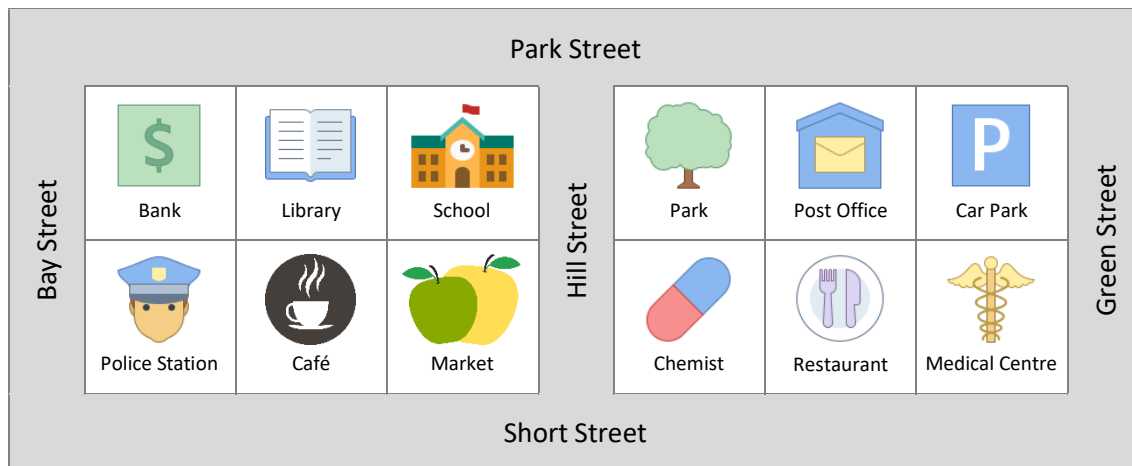 Park Street
Bay Street
$
Bank
Library
School
Hill Street
Park
Post Office
P
Car Park
Green Street
Police Station
Café
Market
Chemist
Restaurant
Medical Centre
Short Street